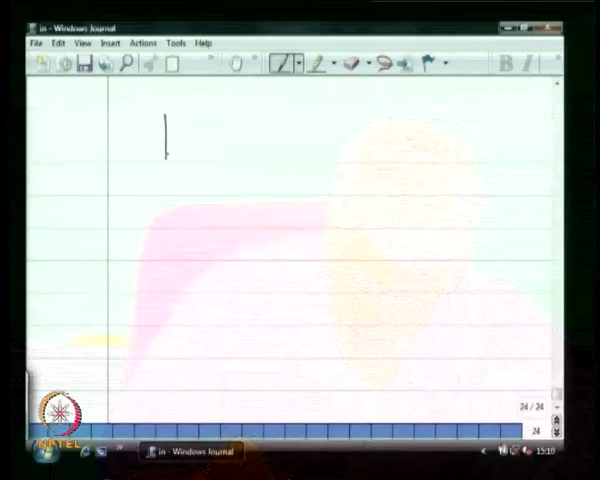 in - Windows Journal
File Edit View Insert Actions Tools Help
B I
24 / 24
24
NPTEL
in - Windows Journal
15:10